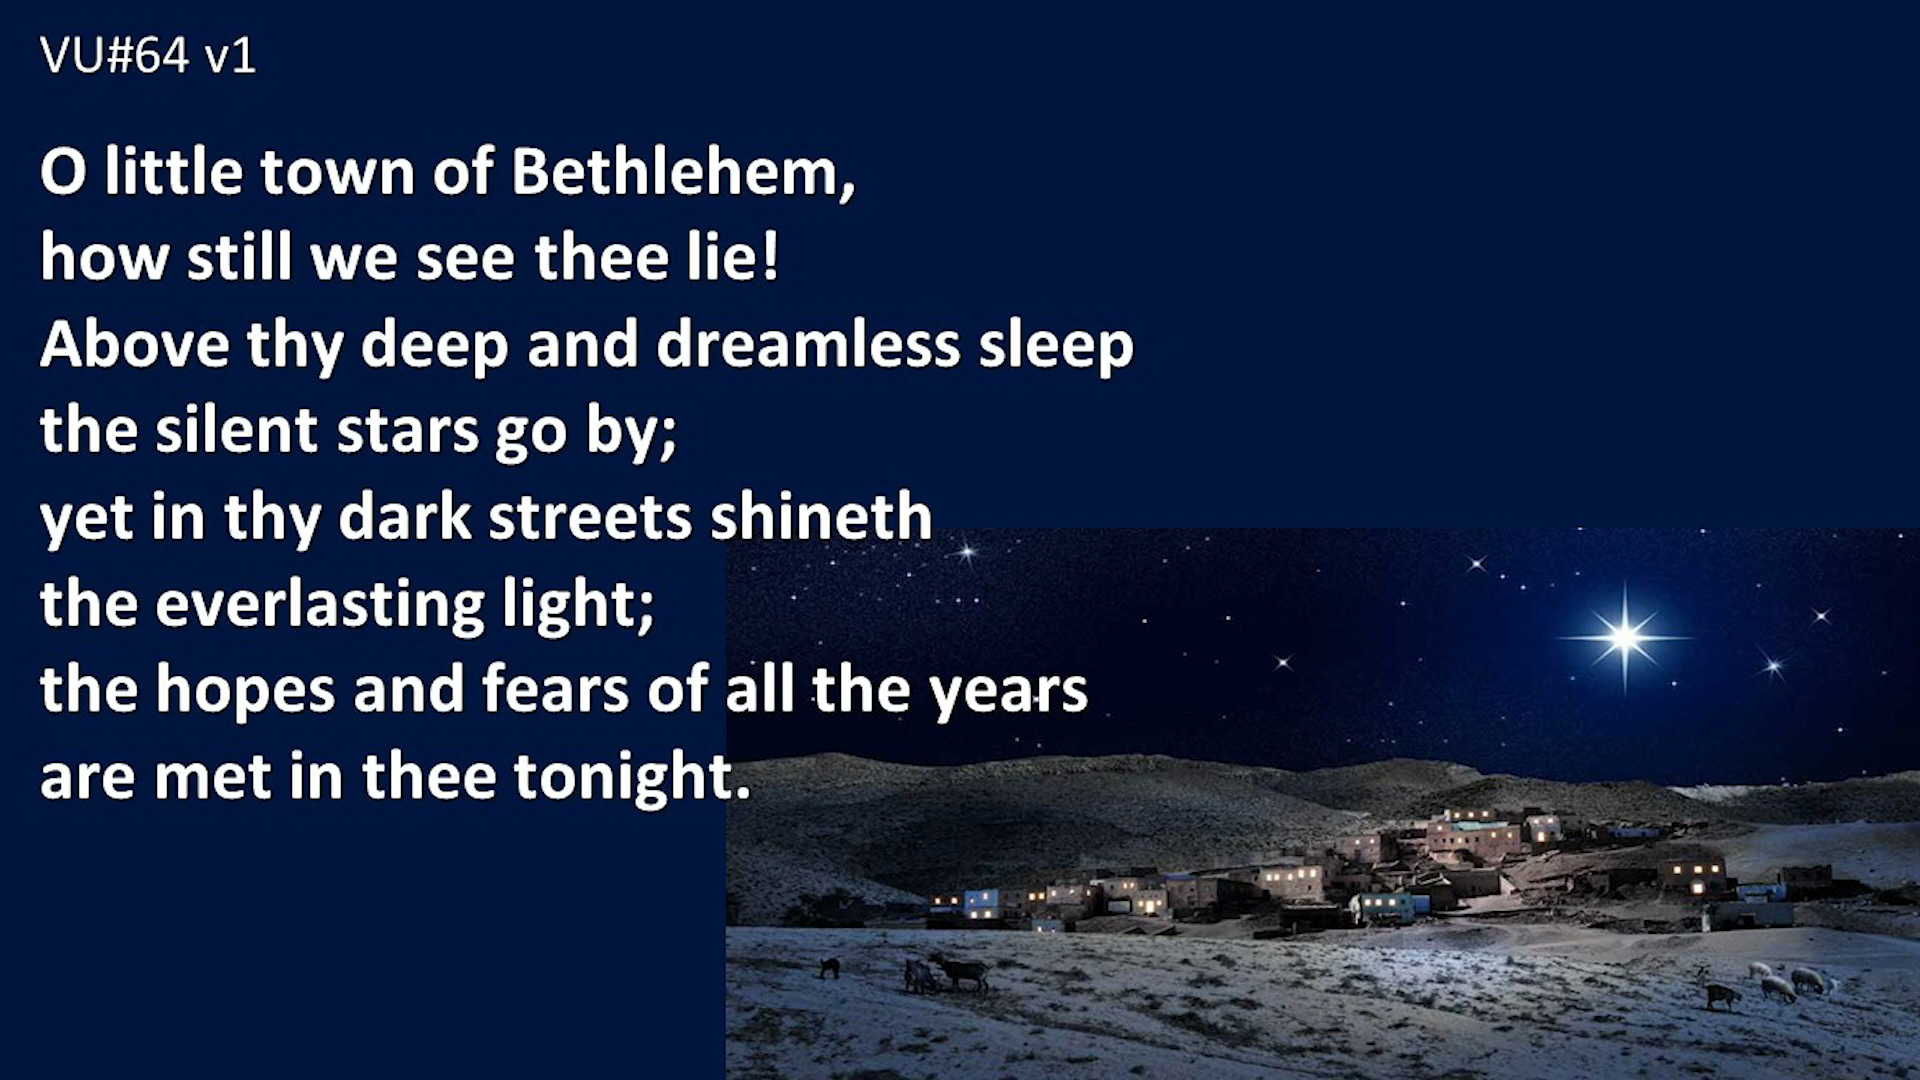 VU#64 v1
O little town of Bethlehem,
how still we see thee lie!
Above thy deep and dreamless sleep
the silent stars go by;
yet in thy dark streets shineth
the everlasting light;
the hopes and fears of all the years
are met in thee tonight.